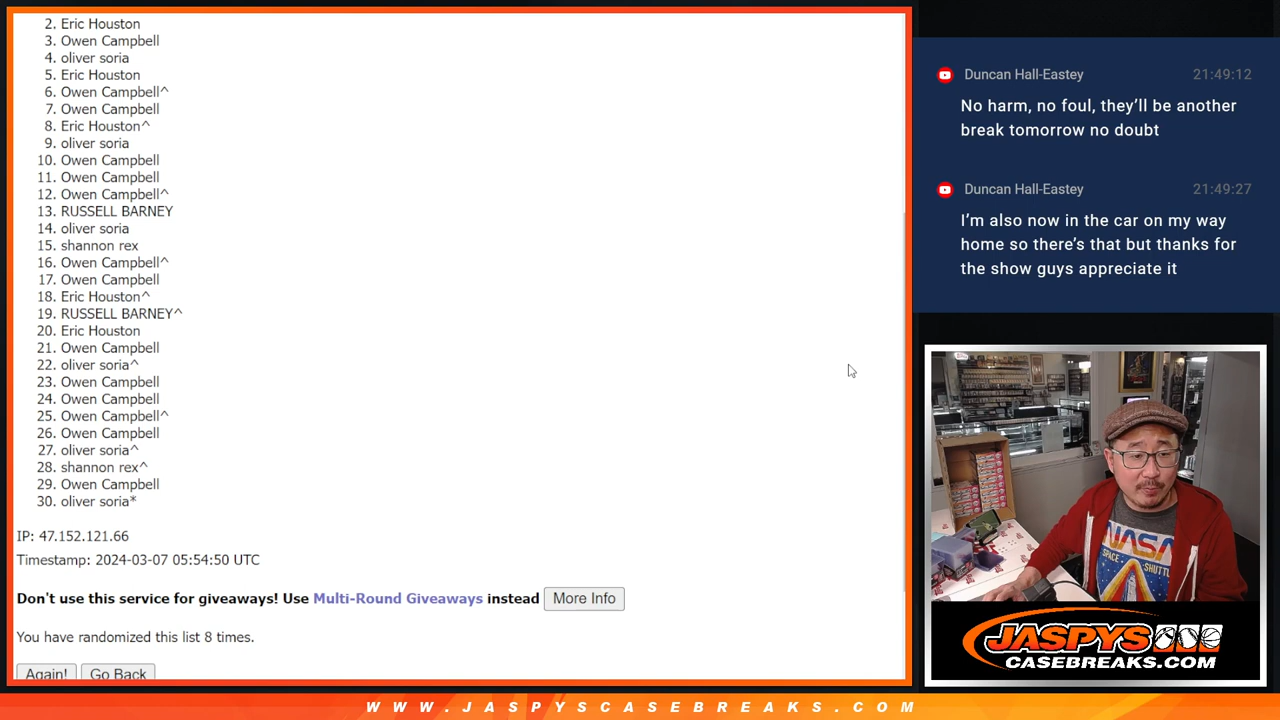 2. Eric Houston
3. Owen Campbell
4. oliver soria
5. Eric Houston
6. Owen Campbell^
7. Owen Campbell
8. Eric Houston^
9. oliver soria
10. Owen Campbell
11. Owen Campbell
12. Owen Campbell^
13. RUSSELL BARNEY
14. oliver soria
15. shannon rex
16. Owen Campbell^
17. Owen Campbell
18. Eric Houston^
19. RUSSELL BARNEY^
20. Eric Houston
21. Owen Campbell
22. oliver soria^
23. Owen Campbell
24. Owen Campbell
25. Owen Campbell^
26. Owen Campbell
27. oliver soria^
28. shannon rex^
29. Owen Campbell
30. oliver soria*
IP: 47.152.121.66
Timestamp: 2024-03-07 05:54:50 UTC
Don't use this service for giveaways! Use Multi-Round Giveaways instead More Info
You have randomized this list 8 times.
Again! Go Back
Duncan Hall-Eastey 21:49:12
No harm, no foul, they’ll be another
break tomorrow no doubt
Duncan Hall-Eastey 21:49:27
I’m also now in the car on my way
home so there’s that but thanks for
the show guys appreciate it
NASA
SPACE SHUTTLE
JASPYS
CASEBREAKS.COM
WWW.JASPYSCASEBREAKS.COM